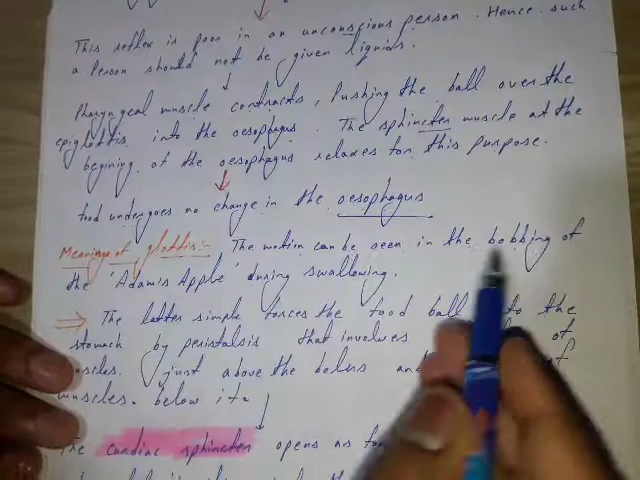 This reflex is poor in an unconscious person. Hence such
a Person should not be given liquids.
Pharyngeal muscle contracts, Pushing the ball over the
epiglottis into the oesophagus. The sphincter muscle at the
begining of the oesophagus relaxes for this purpose.
food undergoes no change in the oesophagus
Meaning of glottis:- The motion can be seen in the bobbing of
the 'Adam's Apple' during swallowing.
⇒ The latter simple forces the food ball to the
stomach by peristalsis that involves of
muscles. just above the bolus and of
muscles. below it
The cardiac sphincter opens as